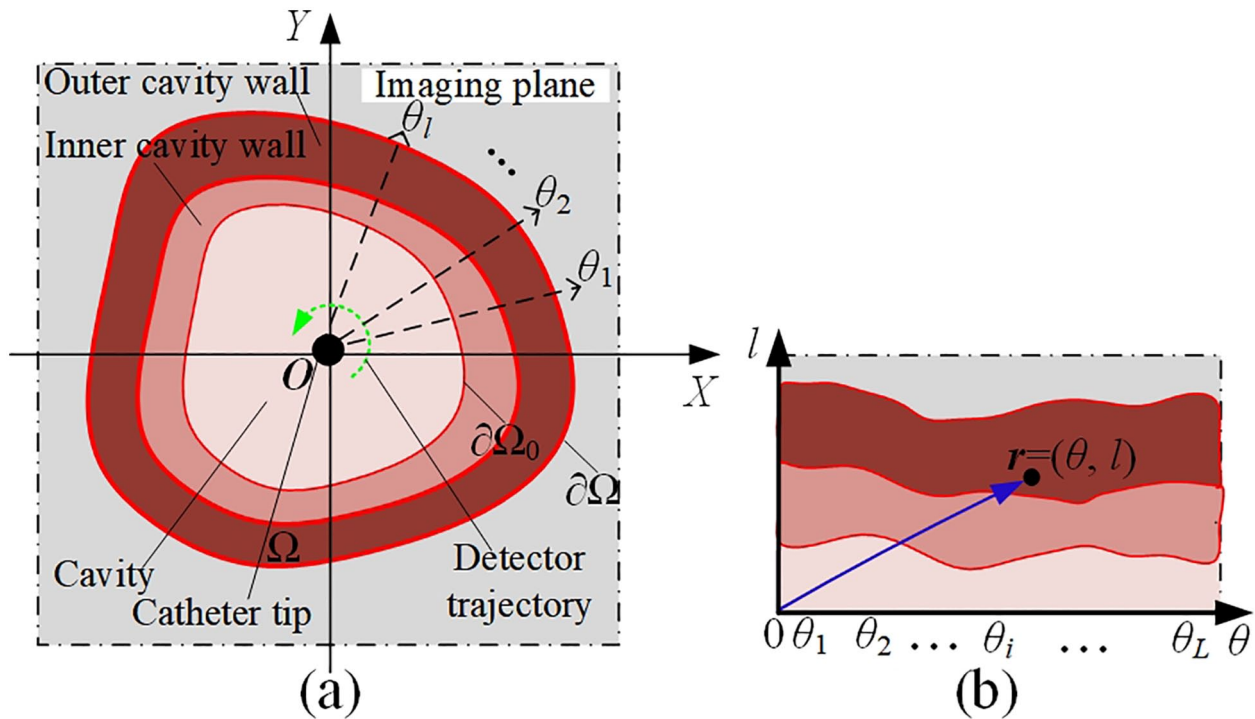 Y
Outer cavity wall
Imaging plane
θl
Inner cavity wall
θ2
θ1
O
X
∂Ω0
∂Ω
Ω
Cavity
Catheter tip
Detector
trajectory
(a)
l
r=(θ, l)
0 θ1 θ2 ... θi ... θL θ
(b)